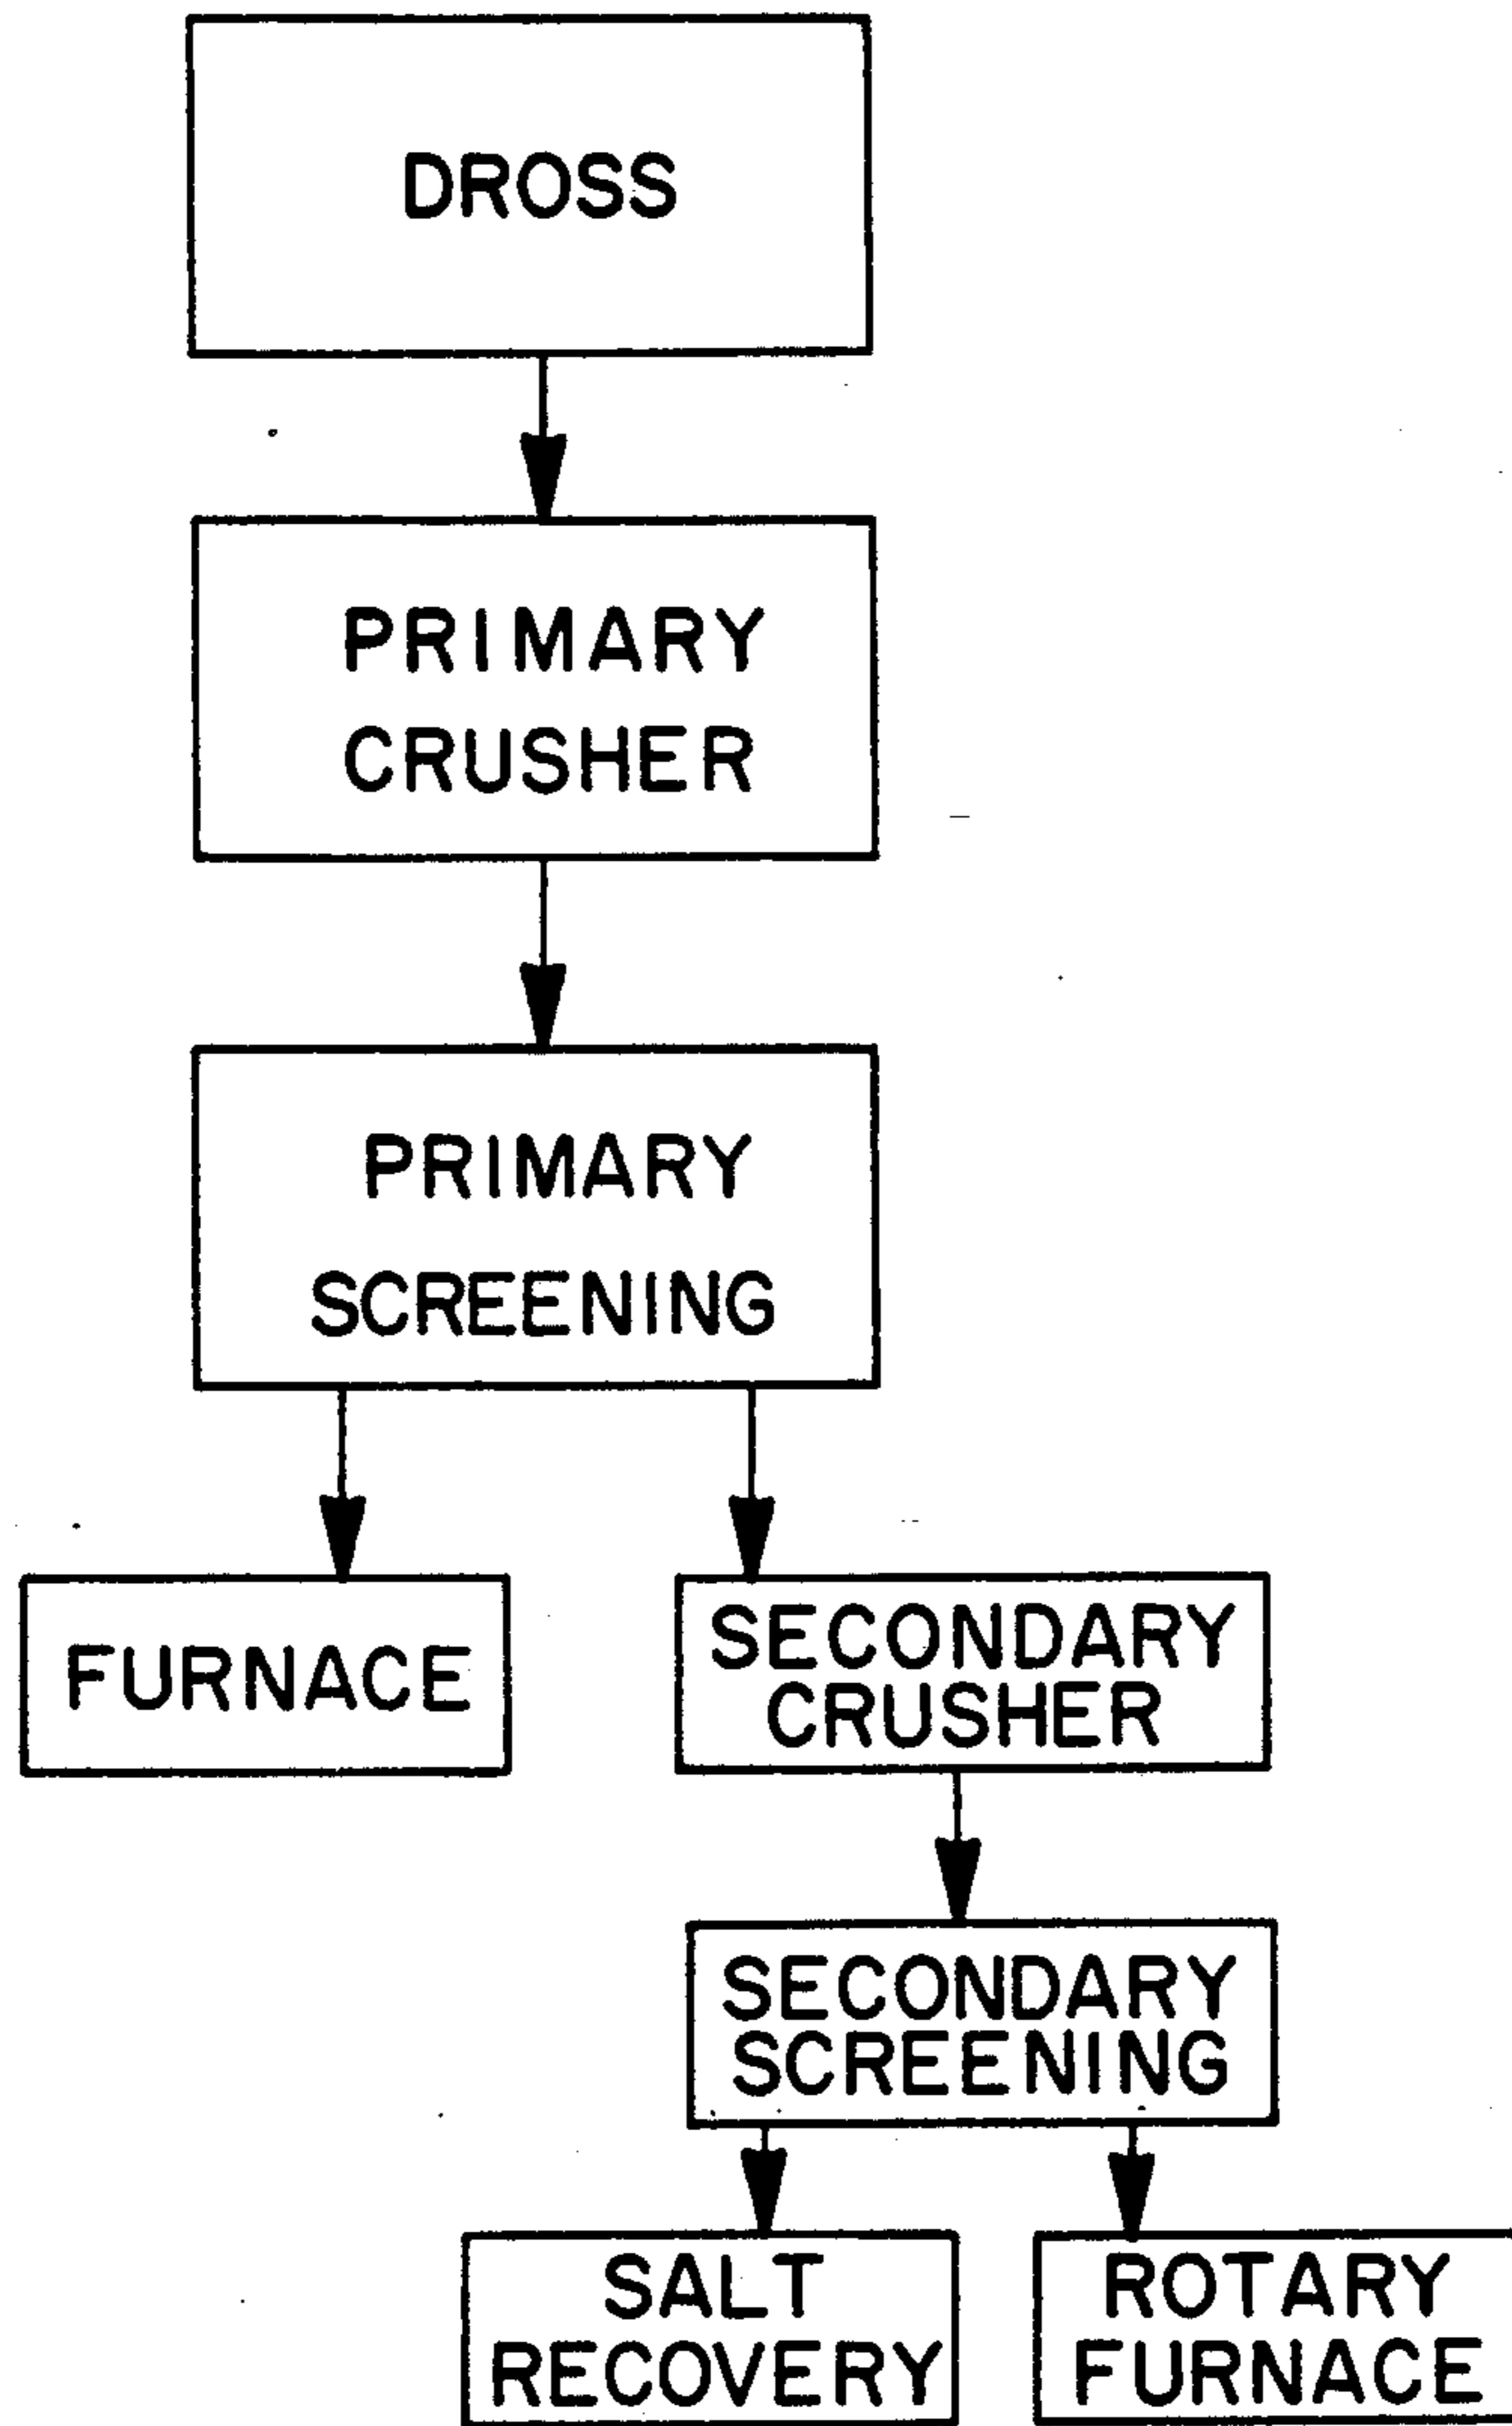 DROSS
PRIMARY
CRUSHER
PRIMARY
SCREENING
FURNACE
SECONDARY
CRUSHER
SECONDARY
SCREENING
SALT
RECOVERY
ROTARY
FURNACE